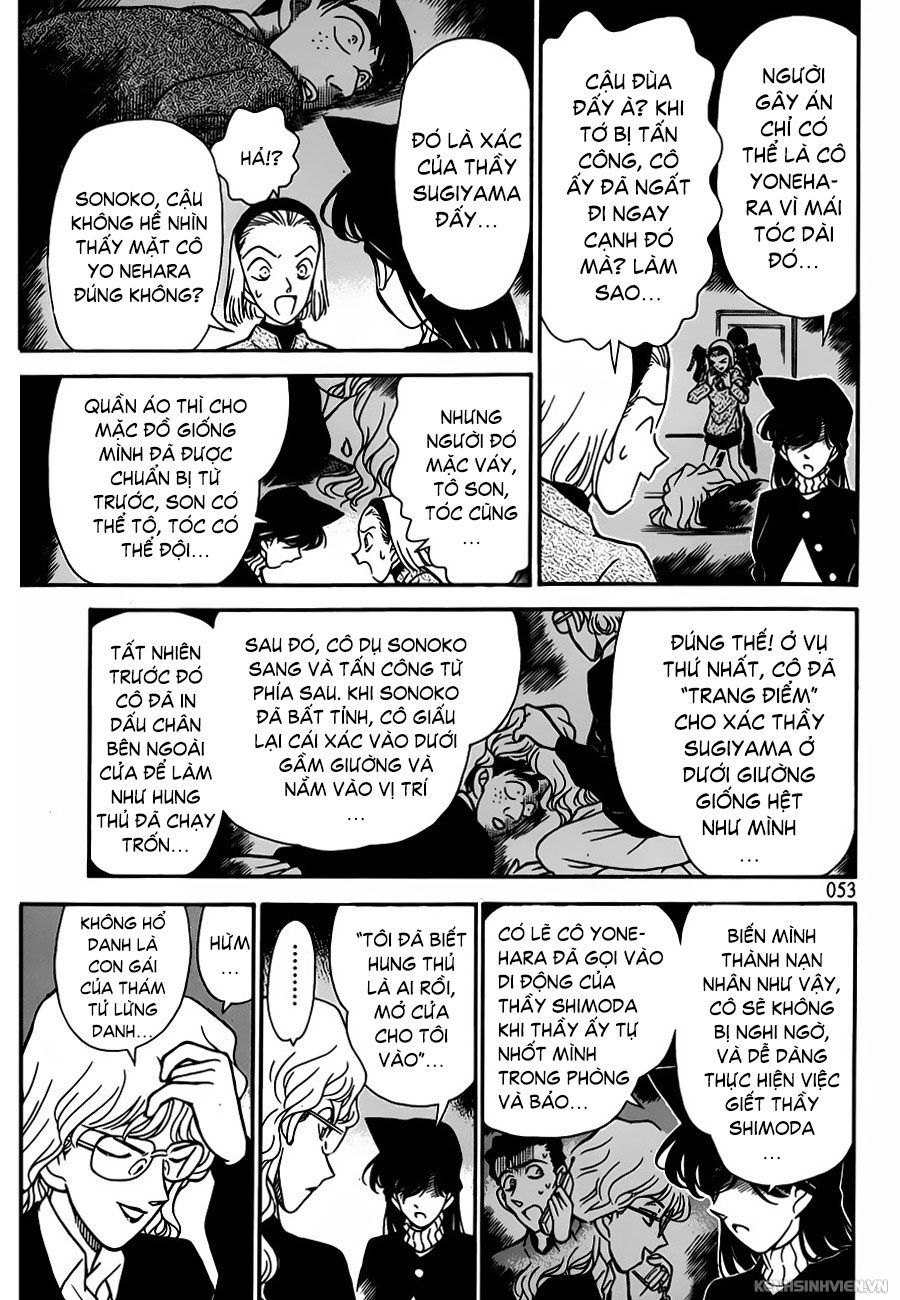 NGƯỜI
GÂY ÁN
CHỈ CÓ
THỂ LÀ CÔ
YONEHA-
RA VÌ MÁI
TÓC DÀI
ĐÓ...
CẬU ĐÙA
ĐẤY À? KHI
TỚ BỊ TẤN
CÔNG, CÔ
ẤY ĐÃ NGẤT
ĐI NGAY
CẠNH ĐÓ
MÀ? LÀM
SAO...
ĐÓ LÀ XÁC
CỦA THẦY
SUGIYAMA
ĐẤY...
HẢ!?
SONOKO, CẬU
KHÔNG HỀ NHÌN
THẤY MẶT CÔ
YO NEHARA
ĐÚNG KHÔNG?
NHƯNG
NGƯỜI ĐÓ
MẶC VÁY,
TÔ SON,
TÓC CŨNG
...
QUẦN ÁO THÌ CHO
MẶC ĐỒ GIỐNG
MÌNH ĐÃ ĐƯỢC
CHUẨN BỊ TỪ
TRƯỚC, SON CÓ
THỂ TÔ, TÓC CÓ
THỂ ĐỘI...
ĐÚNG THẾ! Ở VỤ
THỨ NHẤT, CÔ ĐÃ
"TRANG ĐIỂM"
CHO XÁC THẦY
SUGIYAMA Ở
DƯỚI GIƯỜNG
GIỐNG HỆT
NHƯ MÌNH
...
SAU ĐÓ, CÔ DỤ SONOKO
SANG VÀ TẤN CÔNG TỪ
PHÍA SAU. KHI SONOKO
ĐÃ BẤT TỈNH, CÔ GIẤU
LẠI CÁI XÁC VÀO DƯỚI
GẦM GIƯỜNG VÀ
NẰM VÀO VỊ TRÍ
...
TẤT NHIÊN
TRƯỚC ĐÓ
CÔ ĐÃ IN
DẤU CHÂN
BÊN NGOÀI
CỬA ĐỂ LÀM
NHƯ HUNG
THỦ ĐÃ CHẠY
TRỐN...
053
BIẾN MÌNH
THÀNH NẠN
NHÂN NHƯ VẬY,
CÔ SẼ KHÔNG
BỊ NGHI NGỜ,
VÀ DỄ DÀNG
THỰC HIỆN VIỆC
GIẾT THẦY
SHIMODA
...
CÓ LẼ CÔ YONE-
HARA ĐÃ GỌI VÀO
DI ĐỘNG CỦA
THẦY SHIMODA
KHI THẦY ẤY TỰ
NHỐT MÌNH
TRONG PHÒNG
VÀ BẢO...
"TÔI ĐÃ BIẾT
HUNG THỦ
LÀ AI RỒI,
MỞ CỬA
CHO TÔI
VÀO"...
.........
HỪM
...
KHÔNG HỔ
DANH LÀ
CON GÁI
CỦA THÁM
TỬ LỪNG
DANH...
KENHSINHVIEN.VN